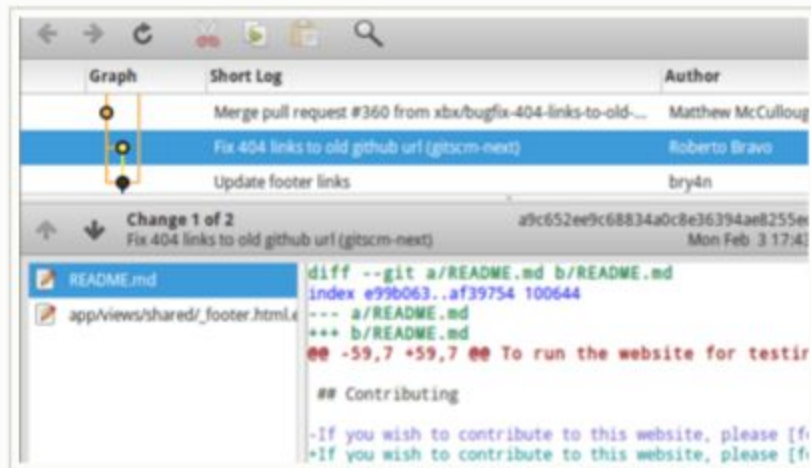 Graph Short Log Author
Merge pull request #360 from xbx/bugfix-404-links-to-old-... Matthew McCulloug
Fix 404 links to old github url (gitscm-next) Roberto Bravo
Update footer links bry4n
Change 1 of 2 a9c652ee9c68834a0c8e36394ae8255e
Fix 404 links to old github url (gitscm-next) Mon Feb 3 17:43
README.md
app/views/shared/_footer.html.e
diff --git a/README.md b/README.md
index e99b063..af39754 100644
--- a/README.md
+++ b/README.md
@@ -59,7 +59,7 @@ To run the website for testin
## Contributing
-If you wish to contribute to this website, please [f
+If you wish to contribute to this website, please [f